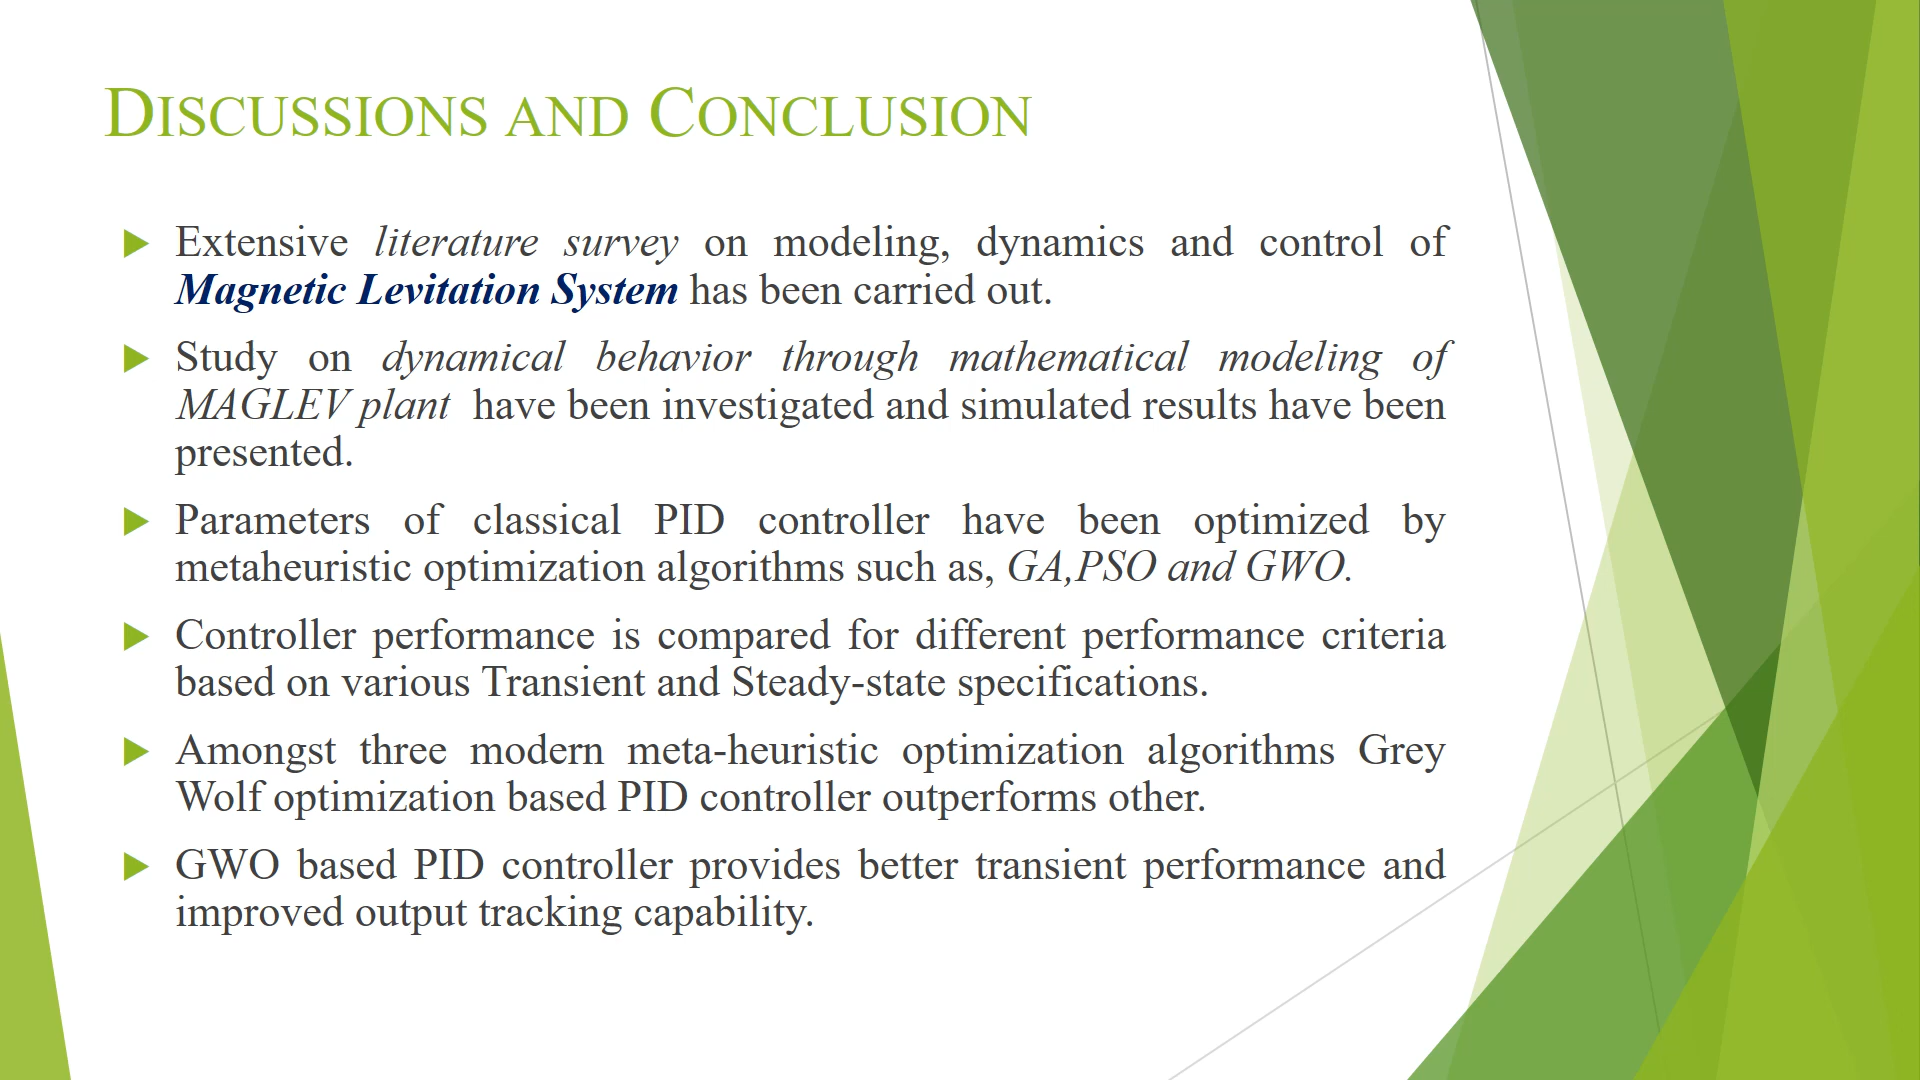 Discussions and Conclusion
Extensive literature survey on modeling, dynamics and control of
Magnetic Levitation System has been carried out.
Study on dynamical behavior through mathematical modeling of
MAGLEV plant have been investigated and simulated results have been
presented.
Parameters of classical PID controller have been optimized by
metaheuristic optimization algorithms such as, GA,PSO and GWO.
Controller performance is compared for different performance criteria
based on various Transient and Steady-state specifications.
Amongst three modern meta-heuristic optimization algorithms Grey
Wolf optimization based PID controller outperforms other.
GWO based PID controller provides better transient performance and
improved output tracking capability.